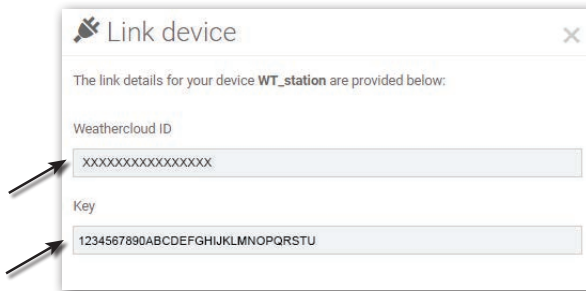 Link device
The link details for your device WT_station are provided below:
Weathercloud ID
XXXXXXXXXXXXXXXX
Key
1234567890ABCDEFGHIJKLMNOPQRSTU